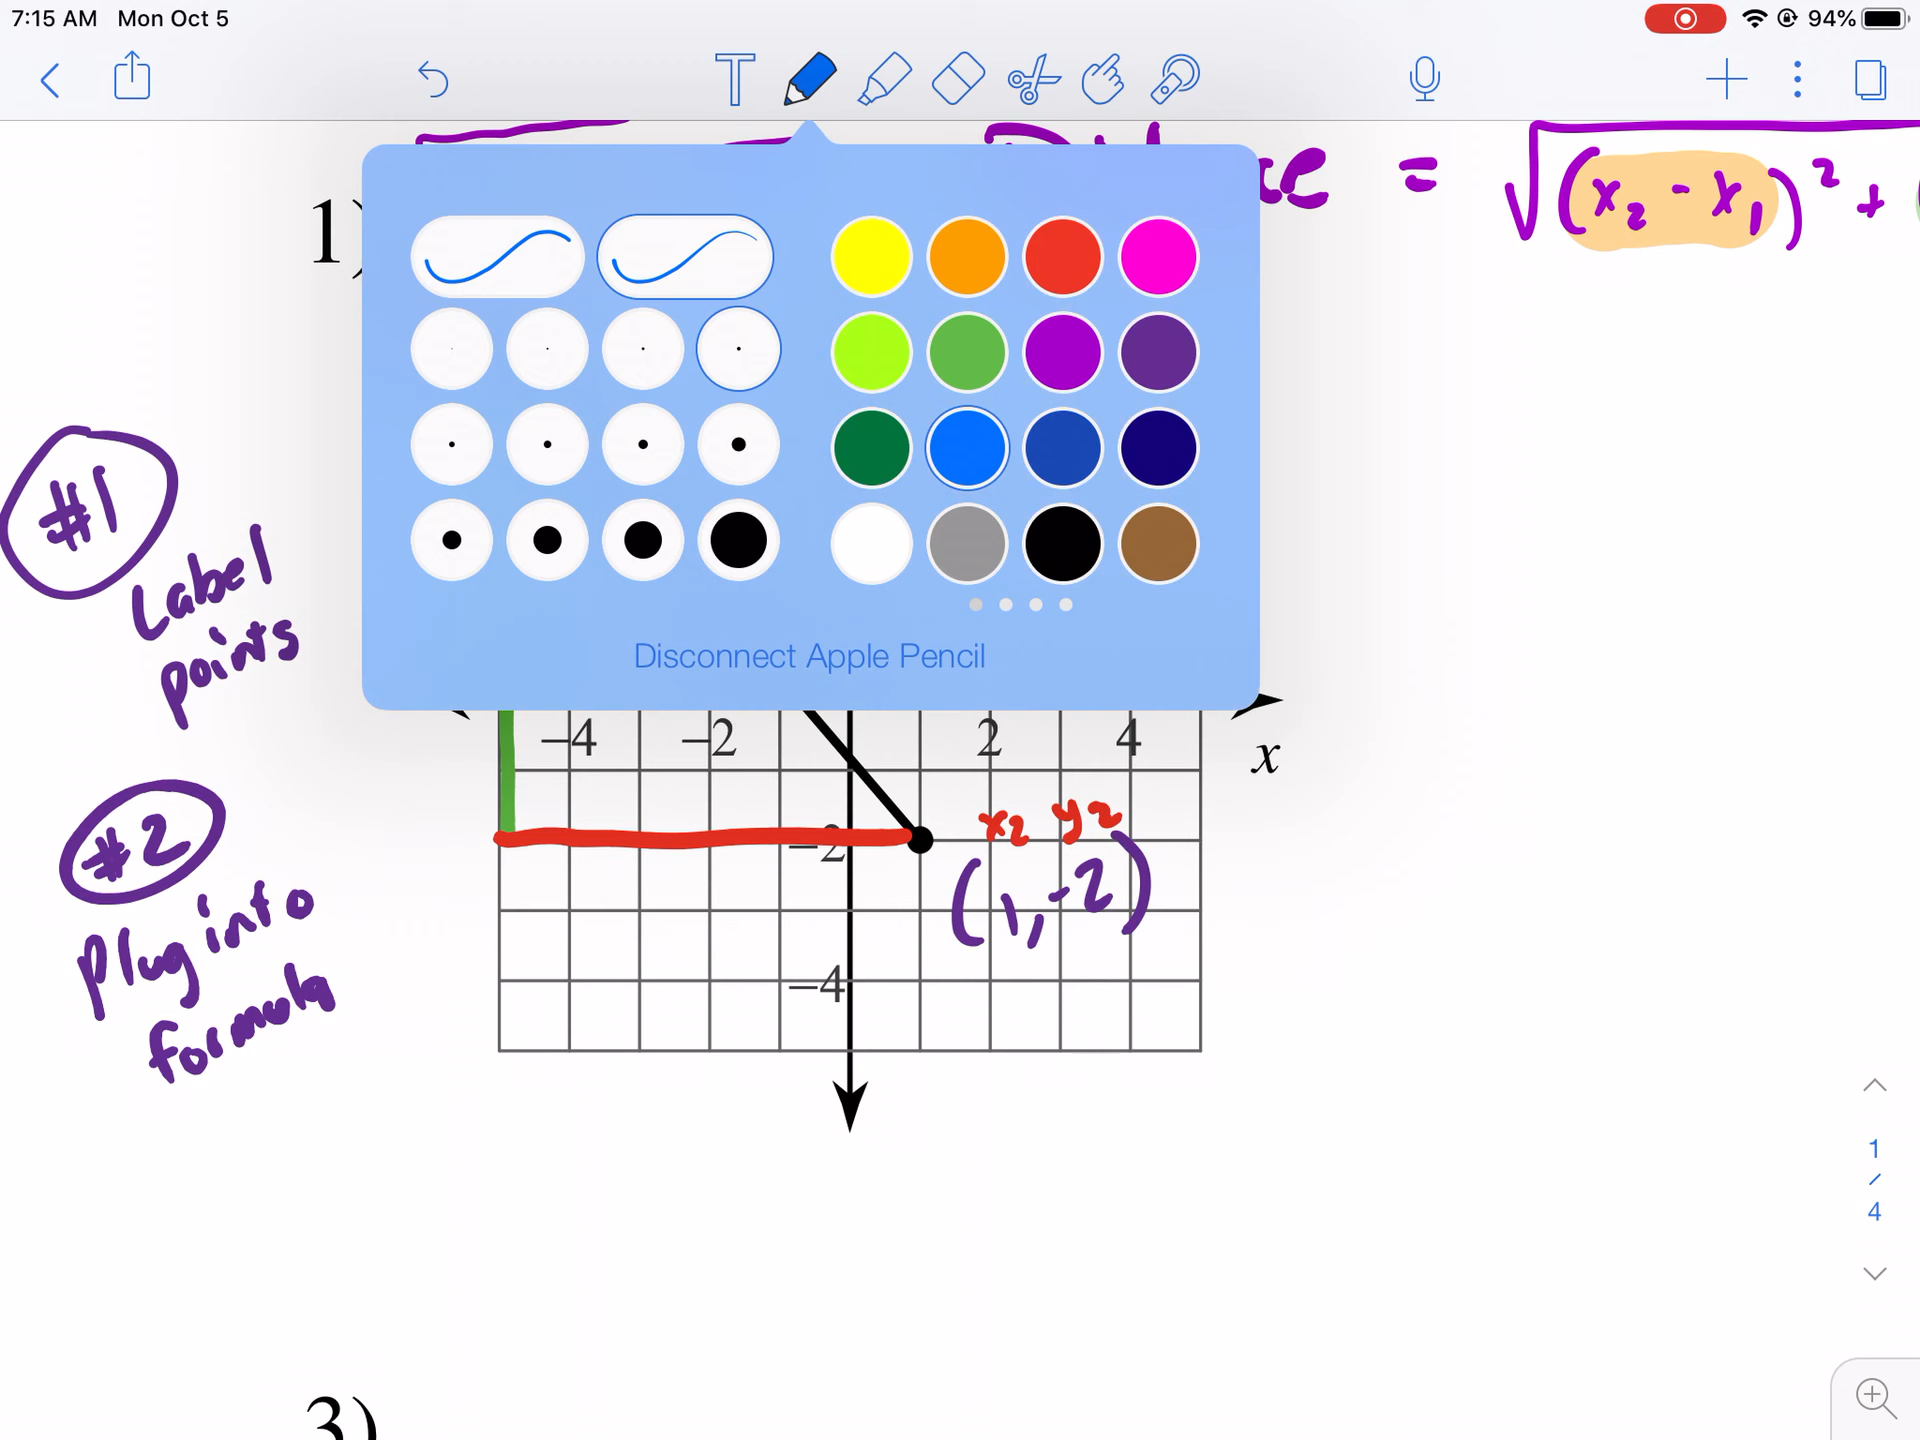 7:15 AM Mon Oct 5
94%
T
= √(x₂ - x₁)² +
1)
#1
Label
points
Disconnect Apple Pencil
−4 −2 2 4
x
x2 y2
−2
(1, -2)
#2
Plug into
formula
−4
1
/
4
3)